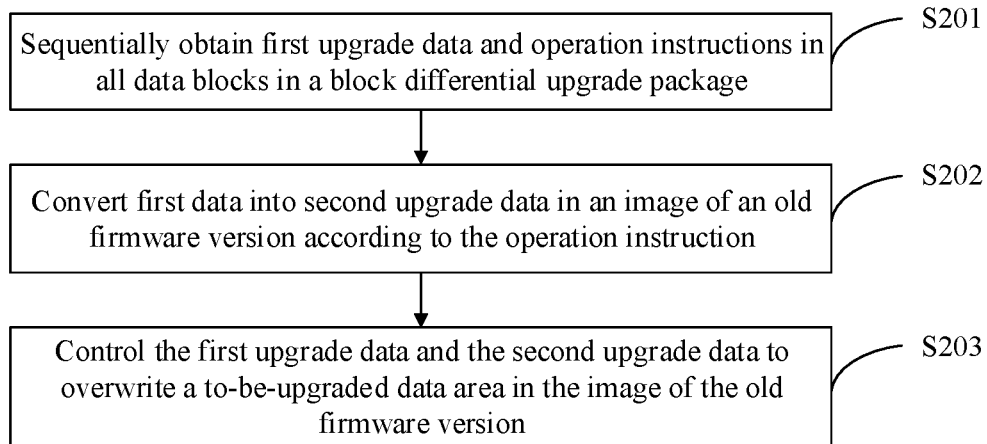 Sequentially obtain first upgrade data and operation instructions in
all data blocks in a block differential upgrade package
S201
Convert first data into second upgrade data in an image of an old
firmware version according to the operation instruction
S202
Control the first upgrade data and the second upgrade data to
overwrite a to-be-upgraded data area in the image of the old
firmware version
S203